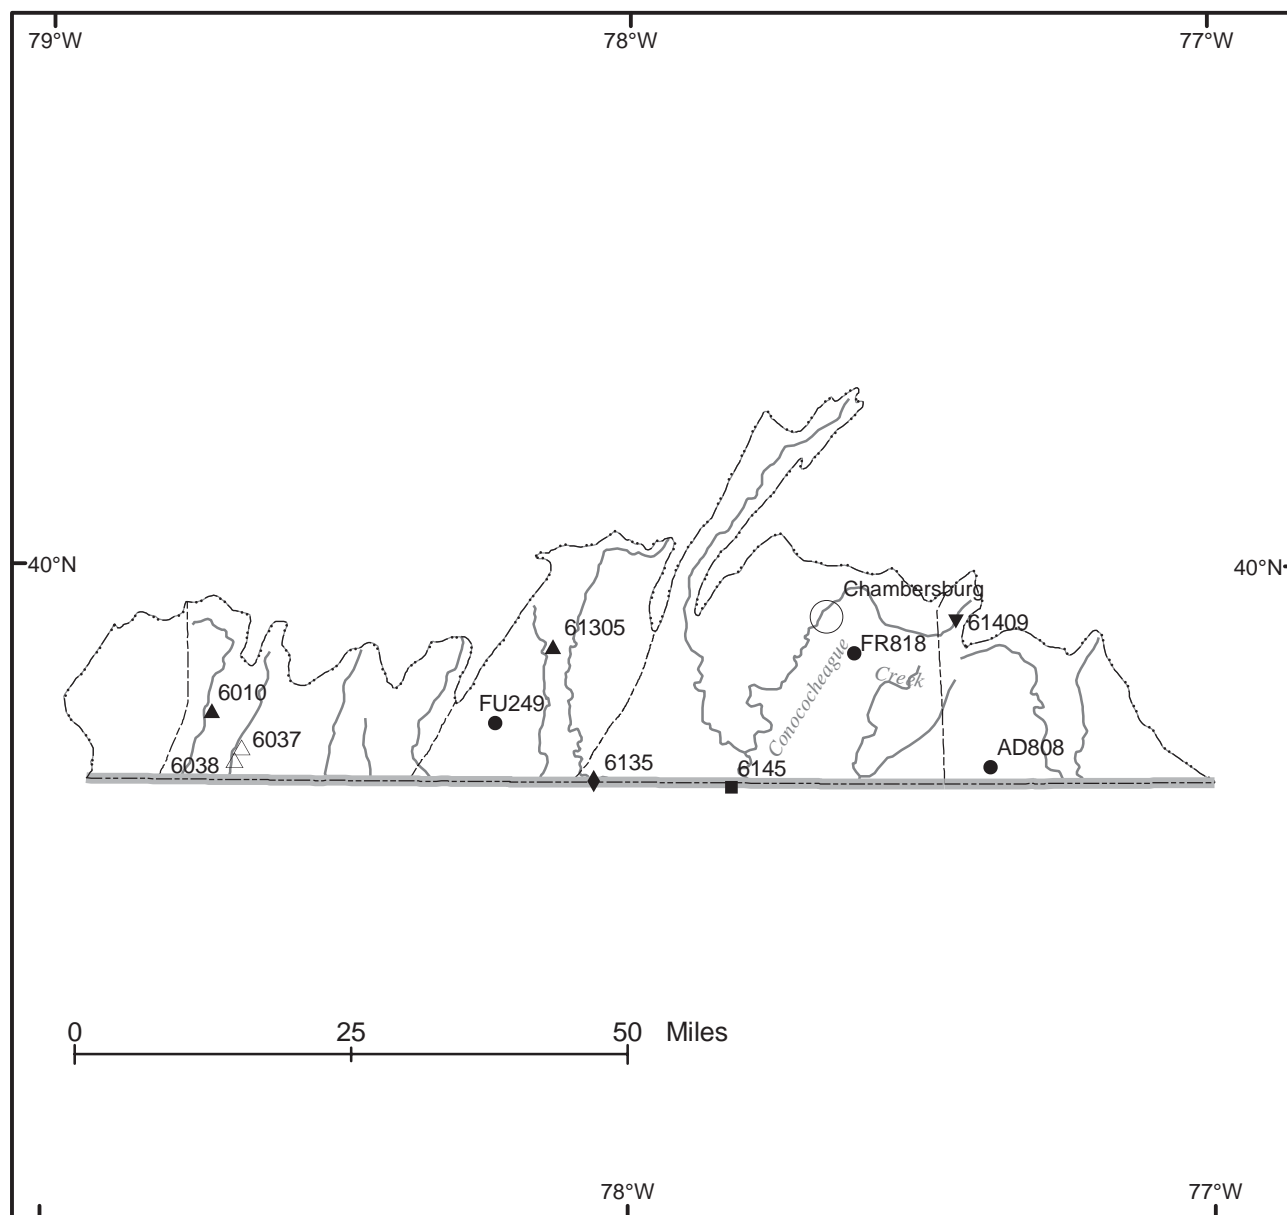 79°W
78°W
77°W
40°N
40°N
Chambersburg
61409
61305
FR818
Conococheague
Creek
6010
FU249
6037
6038
6135
6145
AD808
0
25
50
Miles
78°W
77°W